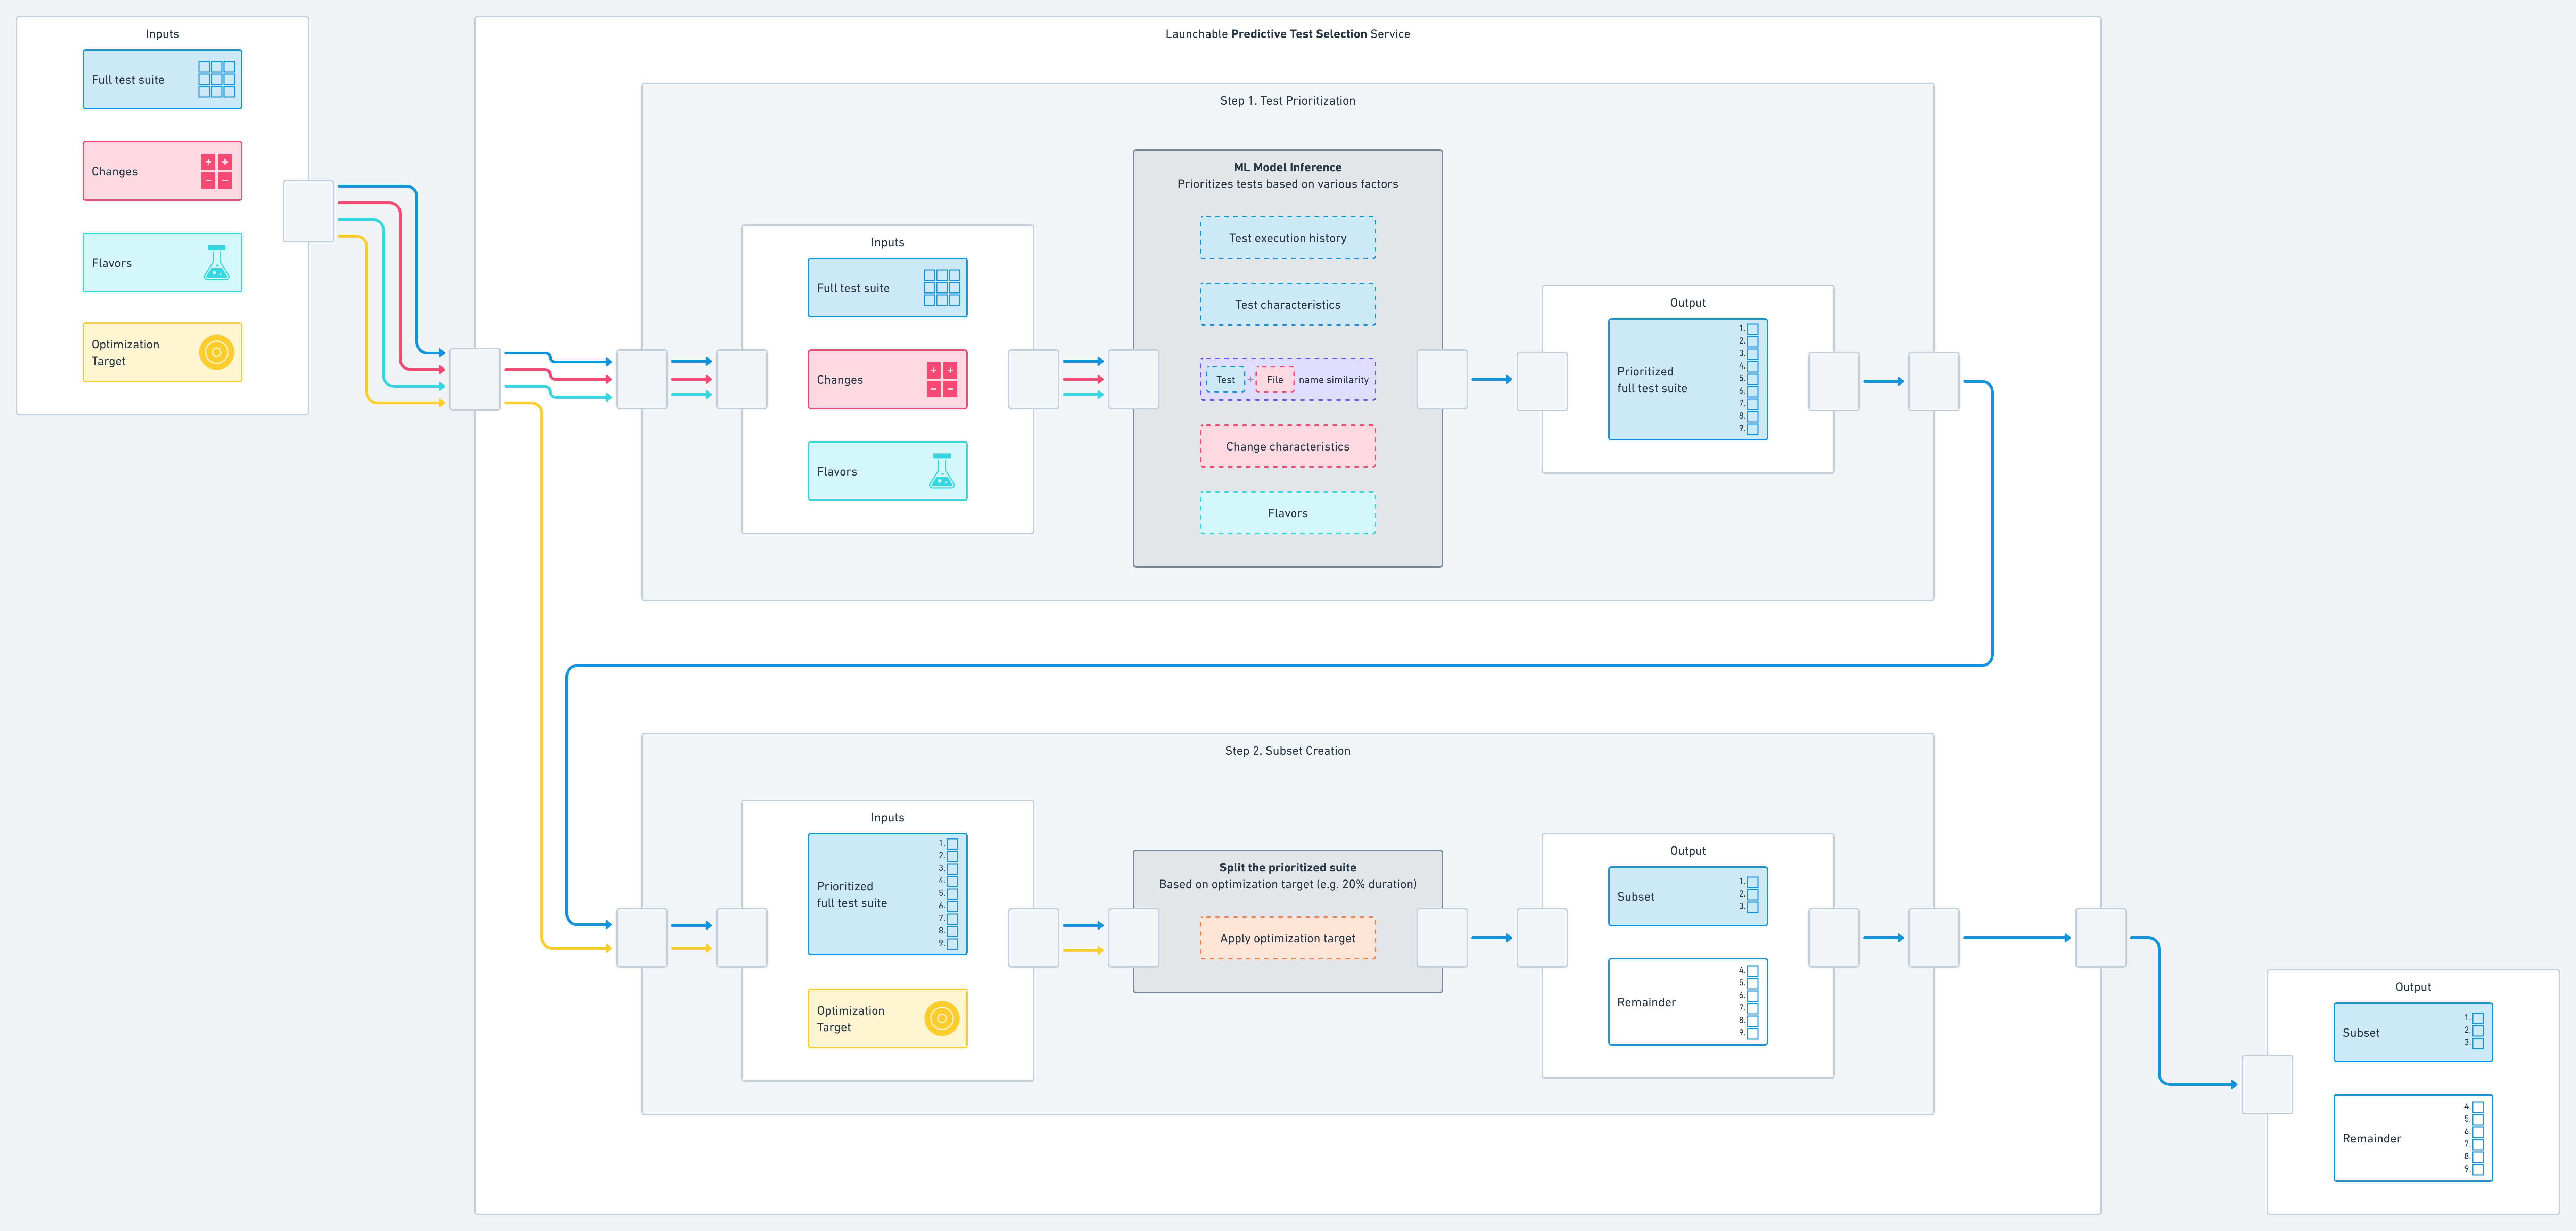 Inputs
Full test suite
Changes
Flavors
Optimization
Target
Launchable Predictive Test Selection Service
Step 1. Test Prioritization
Inputs
Full test suite
Changes
Flavors
ML Model Inference
Prioritizes tests based on various factors
Test execution history
Test characteristics
Test + File name similarity
Change characteristics
Flavors
Output
Prioritized
full test suite
1.
2.
3.
4.
5.
6.
7.
8.
9.
Step 2. Subset Creation
Inputs
Prioritized
full test suite
1.
2.
3.
4.
5.
6.
7.
8.
9.
Optimization
Target
Split the prioritized suite
Based on optimization target (e.g. 20% duration)
Apply optimization target
Output
Subset
1.
2.
3.
Remainder
4.
5.
6.
7.
8.
9.
Output
Subset
1.
2.
3.
Remainder
4.
5.
6.
7.
8.
9.